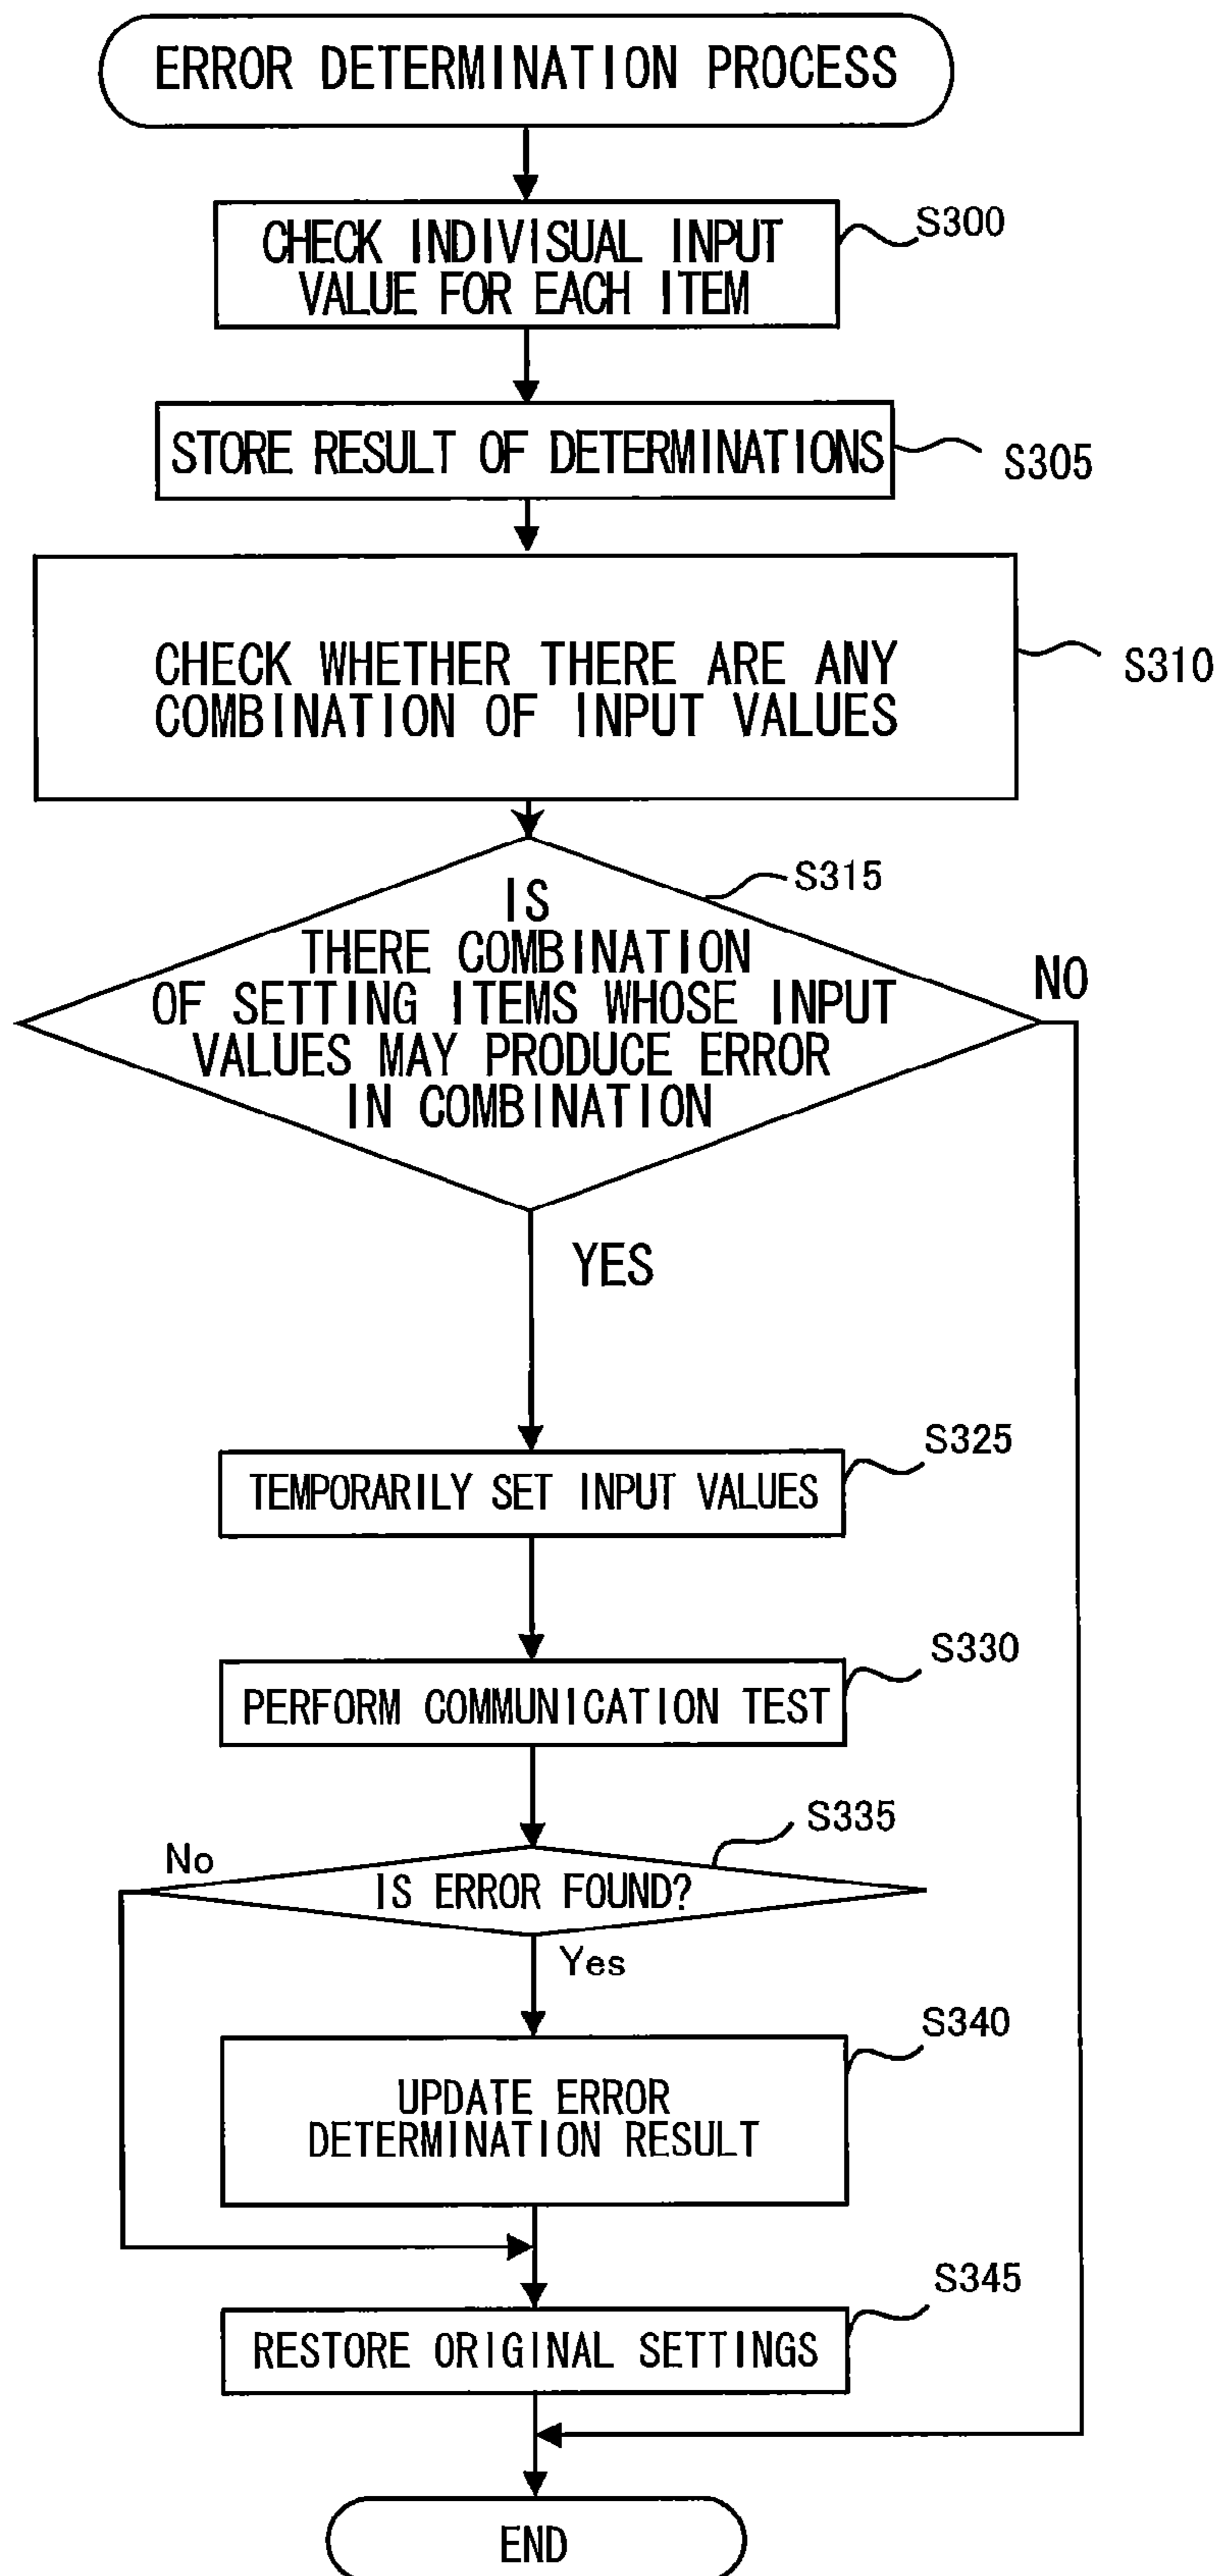 ERROR DETERMINATION PROCESS
CHECK INDIVISUAL INPUT
VALUE FOR EACH ITEM
S300
STORE RESULT OF DETERMINATIONS
S305
CHECK WHETHER THERE ARE ANY
COMBINATION OF INPUT VALUES
S310
S315
IS
THERE COMBINATION
OF SETTING ITEMS WHOSE INPUT
VALUES MAY PRODUCE ERROR
IN COMBINATION
NO
YES
S325
TEMPORARILY SET INPUT VALUES
S330
PERFORM COMMUNICATION TEST
S335
No
IS ERROR FOUND?
Yes
S340
UPDATE ERROR
DETERMINATION RESULT
S345
RESTORE ORIGINAL SETTINGS
END